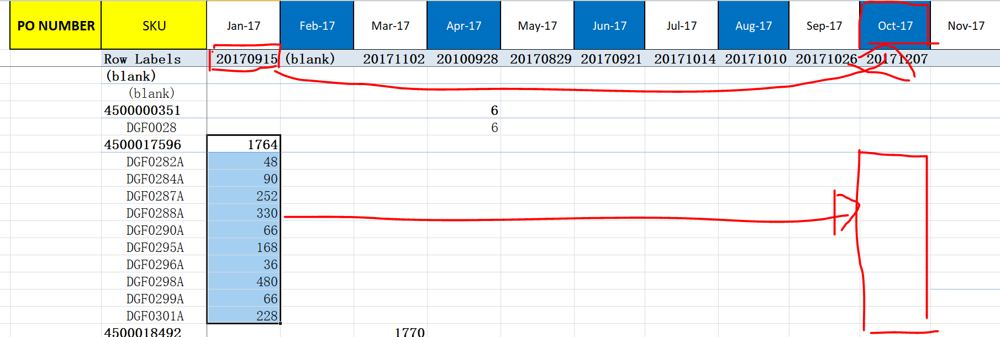 PO NUMBER SKU Jan-17 Feb-17 Mar-17 Apr-17 May-17 Jun-17 Jul-17 Aug-17 Sep-17 Oct-17 Nov-17
Row Labels 20170915 (blank) 20171102 20100928 20170829 20170921 20171014 20171010 20171026 20171207
(blank)
(blank)
4500000351 6
DGF0028 6
4500017596 1764
DGF0282A 48
DGF0284A 90
DGF0287A 252
DGF0288A 330
DGF0290A 66
DGF0295A 168
DGF0296A 36
DGF0298A 480
DGF0299A 66
DGF0301A 228
4500018492 1770